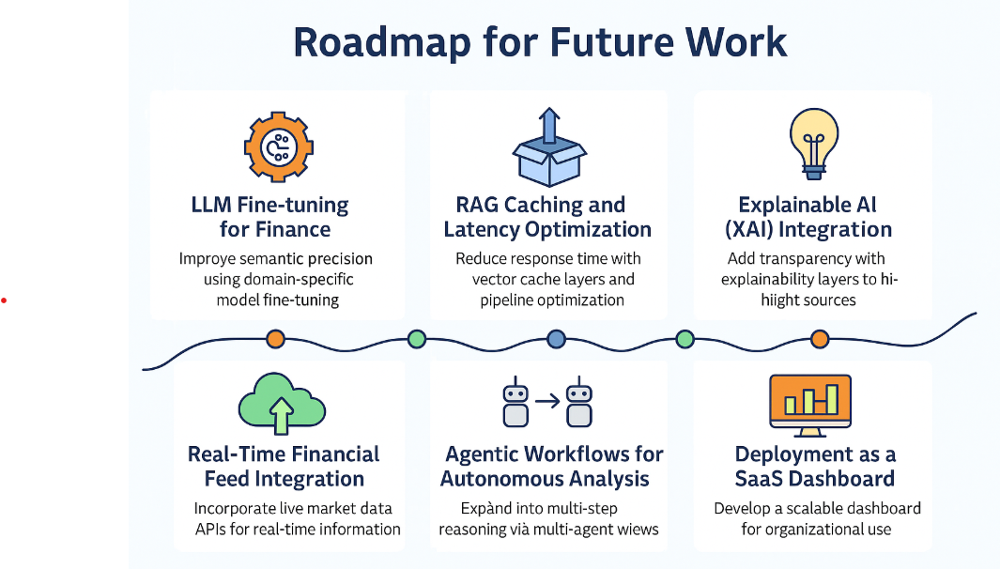 Roadmap for Future Work
LLM Fine-tuning
for Finance
Improye semantic precision
using domain-specific
model fine-tuning
RAG Caching and
Latency Optimization
Reduce response time with
vector cache layers and
pipeline optimization
Explainable AI
(XAI) Integration
Add transparency with
explainability layers to hi-
hiight sources
Real-Time Financial
Feed Integration
Incorporate live market data
APIs for real-time information
Agentic Workflows for
Autonomous Analysis
Expànd into multi-step
reasoning vià multi-agent wiews
Deployment as a
SaaS Dashboard
Develop a scalable dashboard
for organizational use